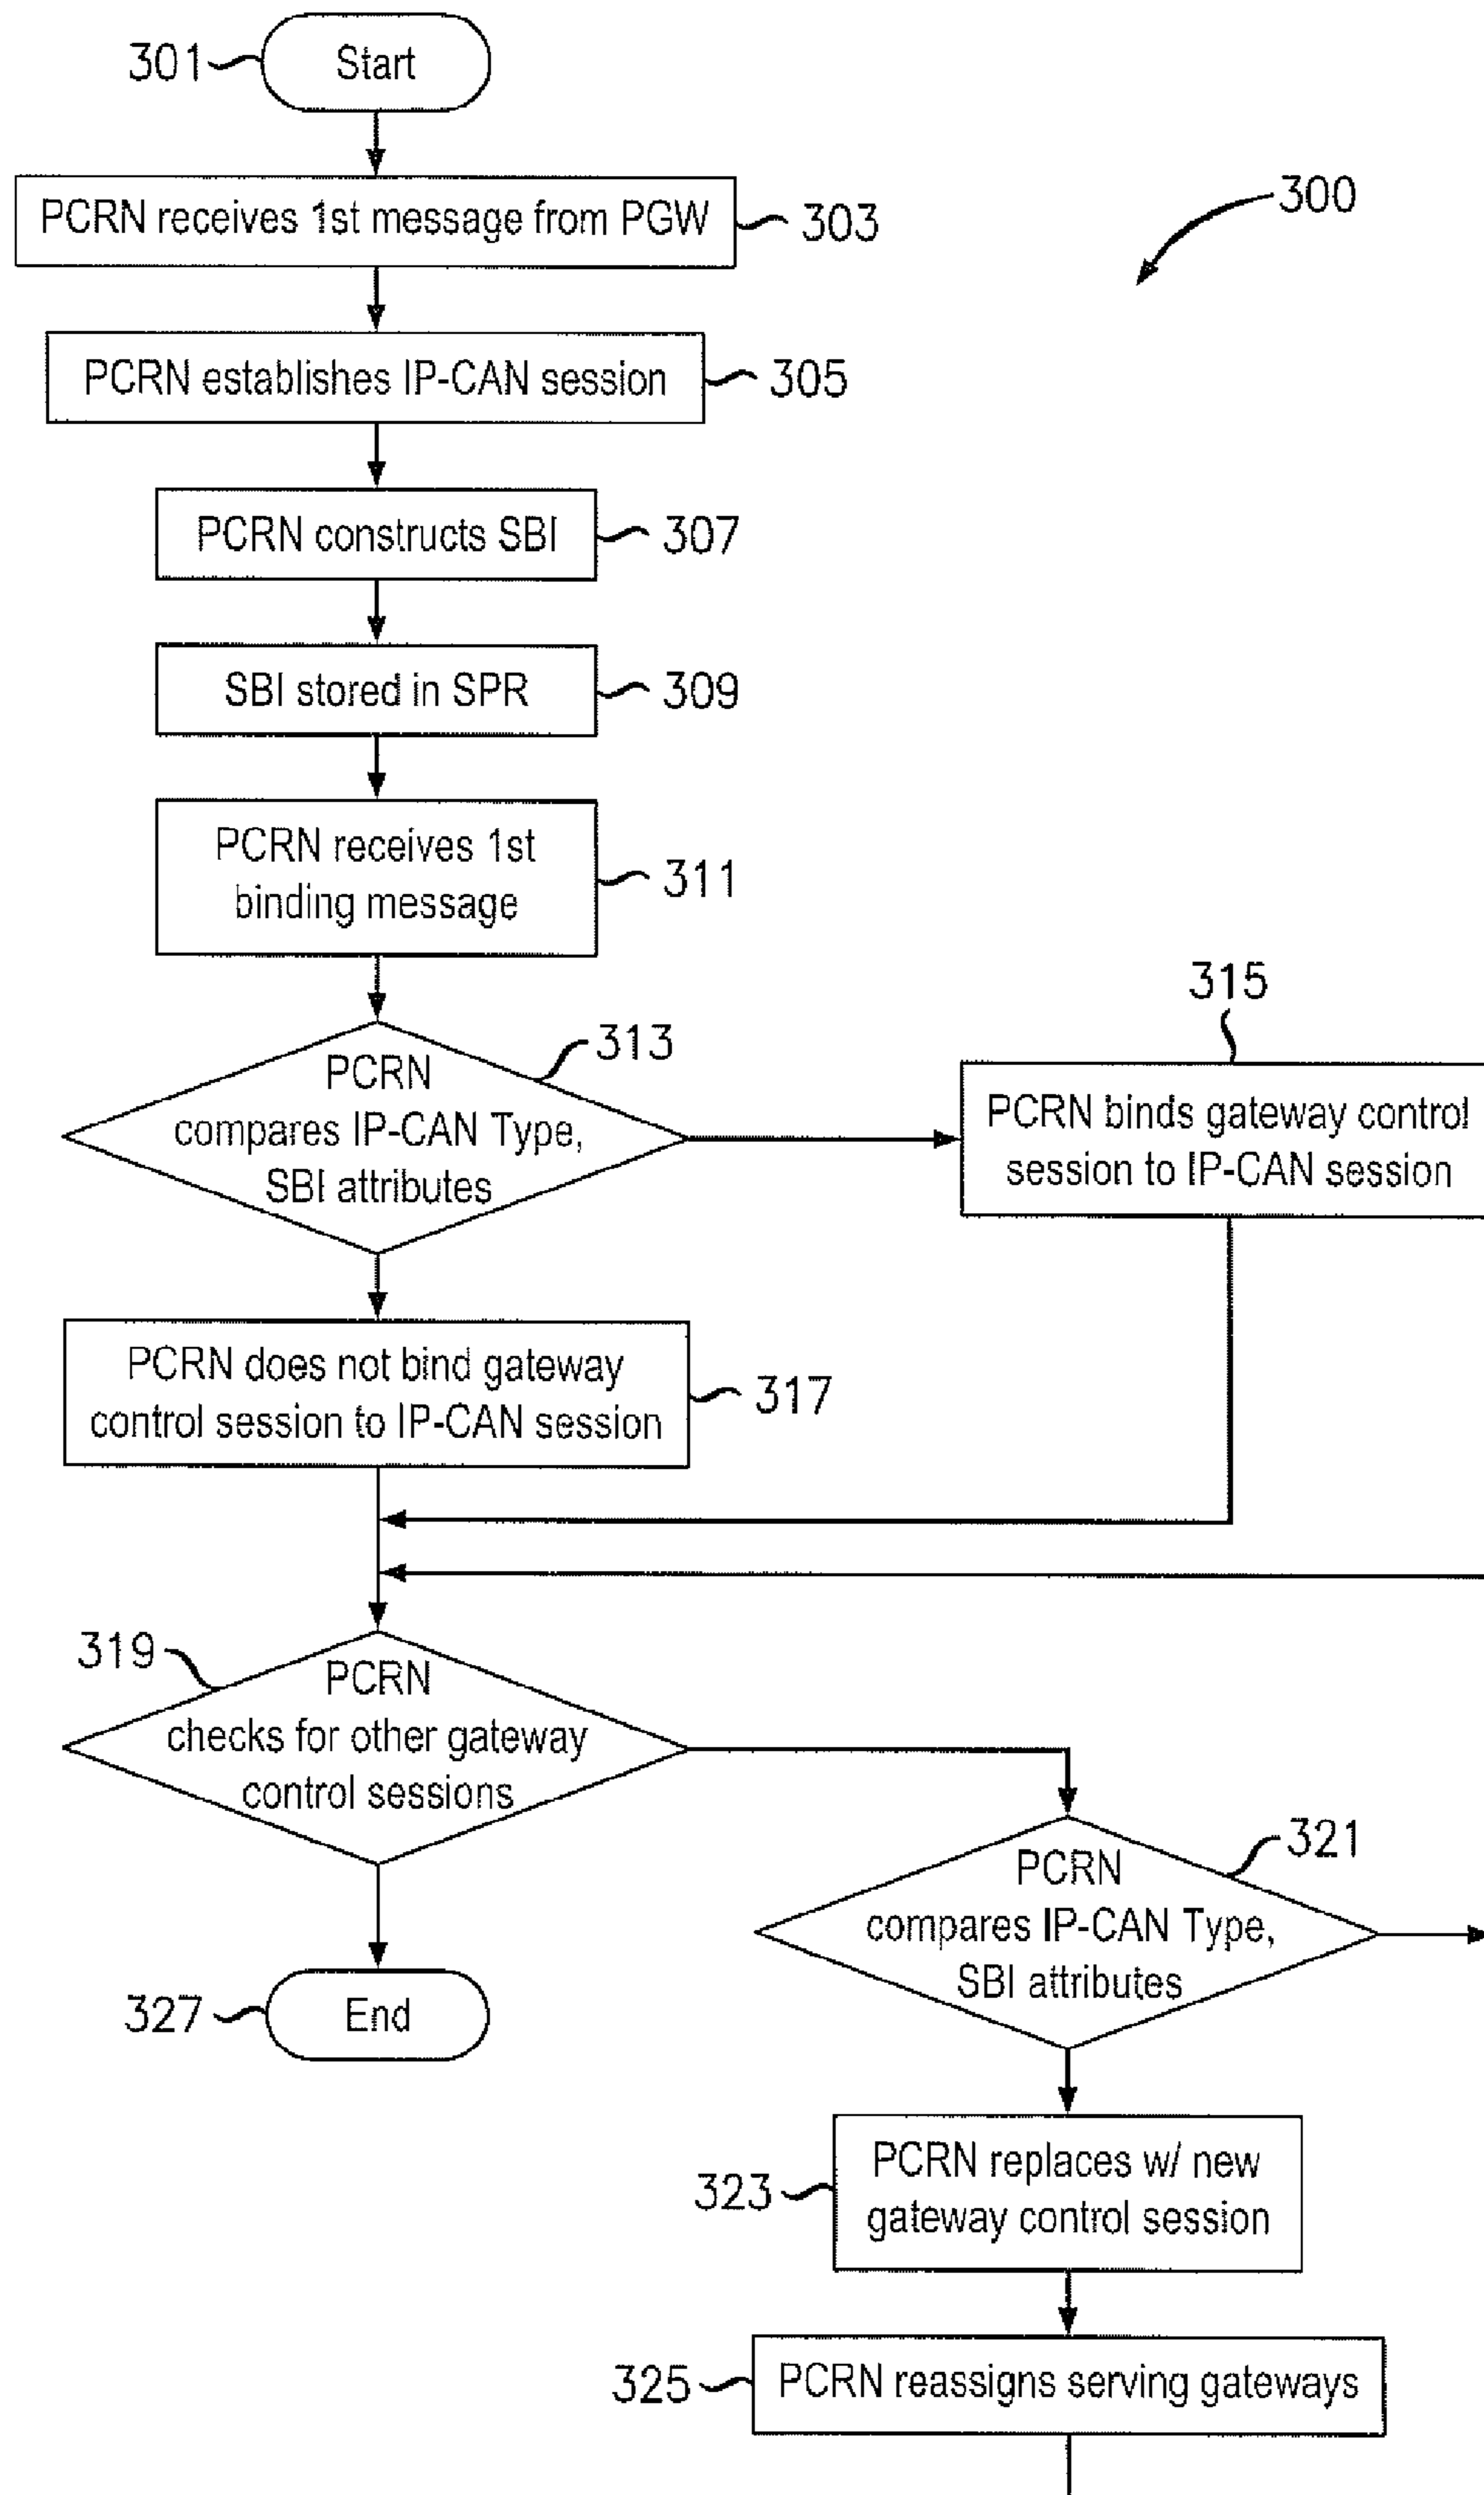 301
Start
300
PCRN receives 1st message from PGW
303
PCRN establishes IP-CAN session
305
PCRN constructs SBI
307
SBI stored in SPR
309
PCRN receives 1st
binding message
311
313
PCRN
compares IP-CAN Type,
SBI attributes
315
PCRN binds gateway control
session to IP-CAN session
PCRN does not bind gateway
control session to IP-CAN session
317
319
PCRN
checks for other gateway
control sessions
321
PCRN
compares IP-CAN Type,
SBI attributes
327
End
323
PCRN replaces w/ new
gateway control session
325
PCRN reassigns serving gateways